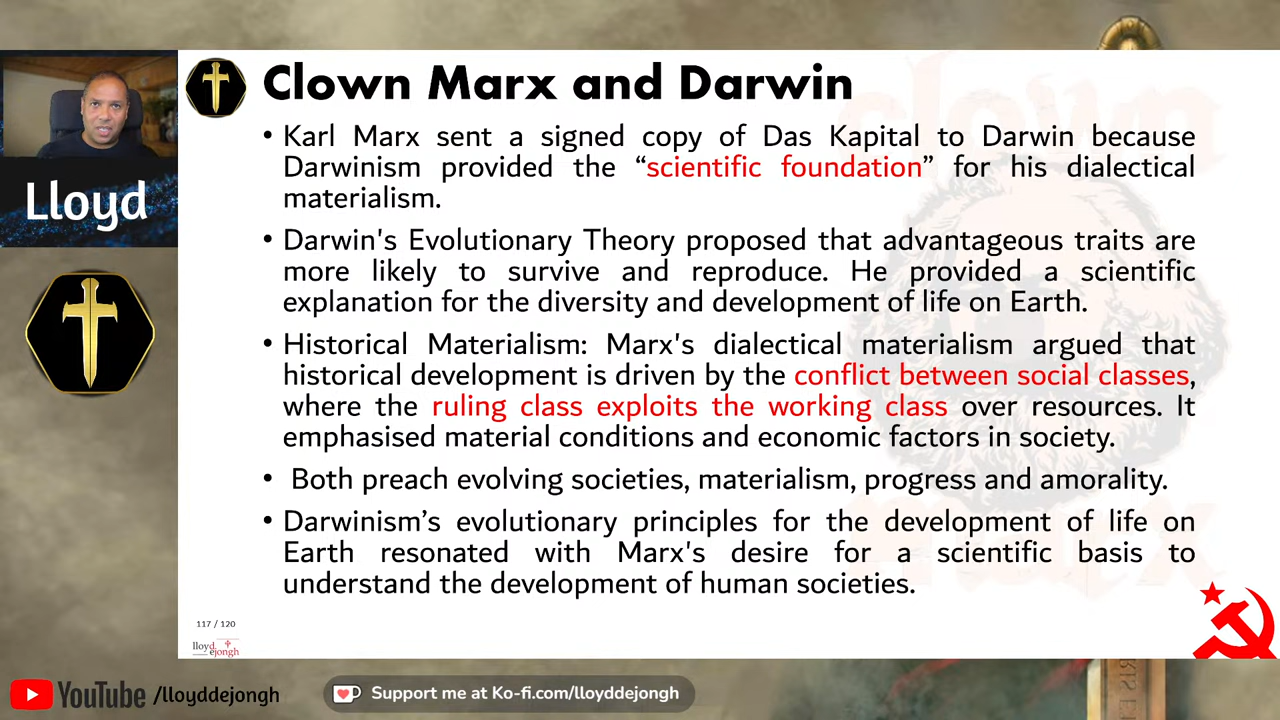 Clown Marx and Darwin
• Karl Marx sent a signed copy of Das Kapital to Darwin because
Darwinism provided the “scientific foundation” for his dialectical
materialism.
• Darwin's Evolutionary Theory proposed that advantageous traits are
more likely to survive and reproduce. He provided a scientific
explanation for the diversity and development of life on Earth.
• Historical Materialism: Marx's dialectical materialism argued that
historical development is driven by the conflict between social classes,
where the ruling class exploits the working class over resources. It
emphasised material conditions and economic factors in society.
• Both preach evolving societies, materialism, progress and amorality.
• Darwinism’s evolutionary principles for the development of life on
Earth resonated with Marx's desire for a scientific basis to
understand the development of human societies.
Lloyd
clown
marx
117 / 120
lloyd
dejongh
YouTube /lloyddejongh
Support me at Ko-fi.com/lloyddejongh